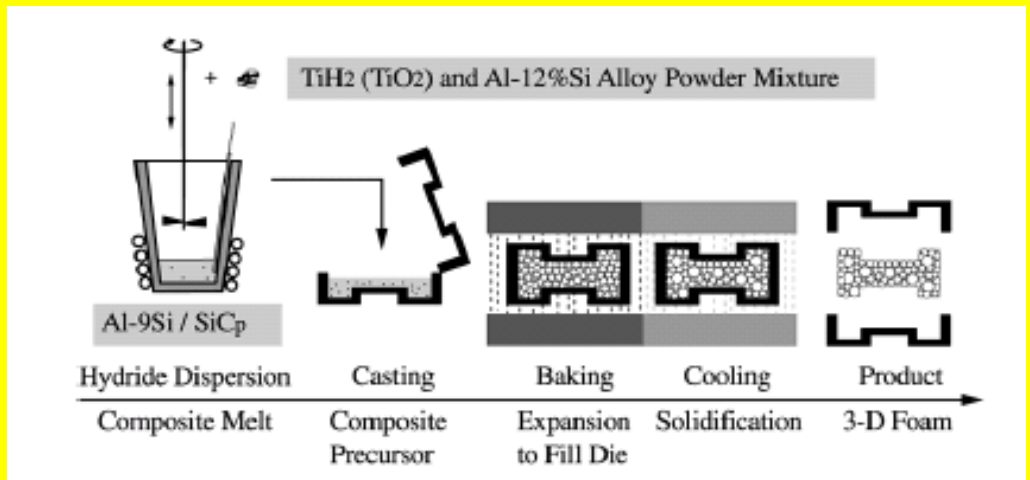 +
TiH2 (TiO2) and Al-12%Si Alloy Powder Mixture
Al-9Si / SiCp
Hydride Dispersion Casting Baking Cooling Product
Composite Melt Composite Expansion Solidification 3-D Foam
Precursor to Fill Die